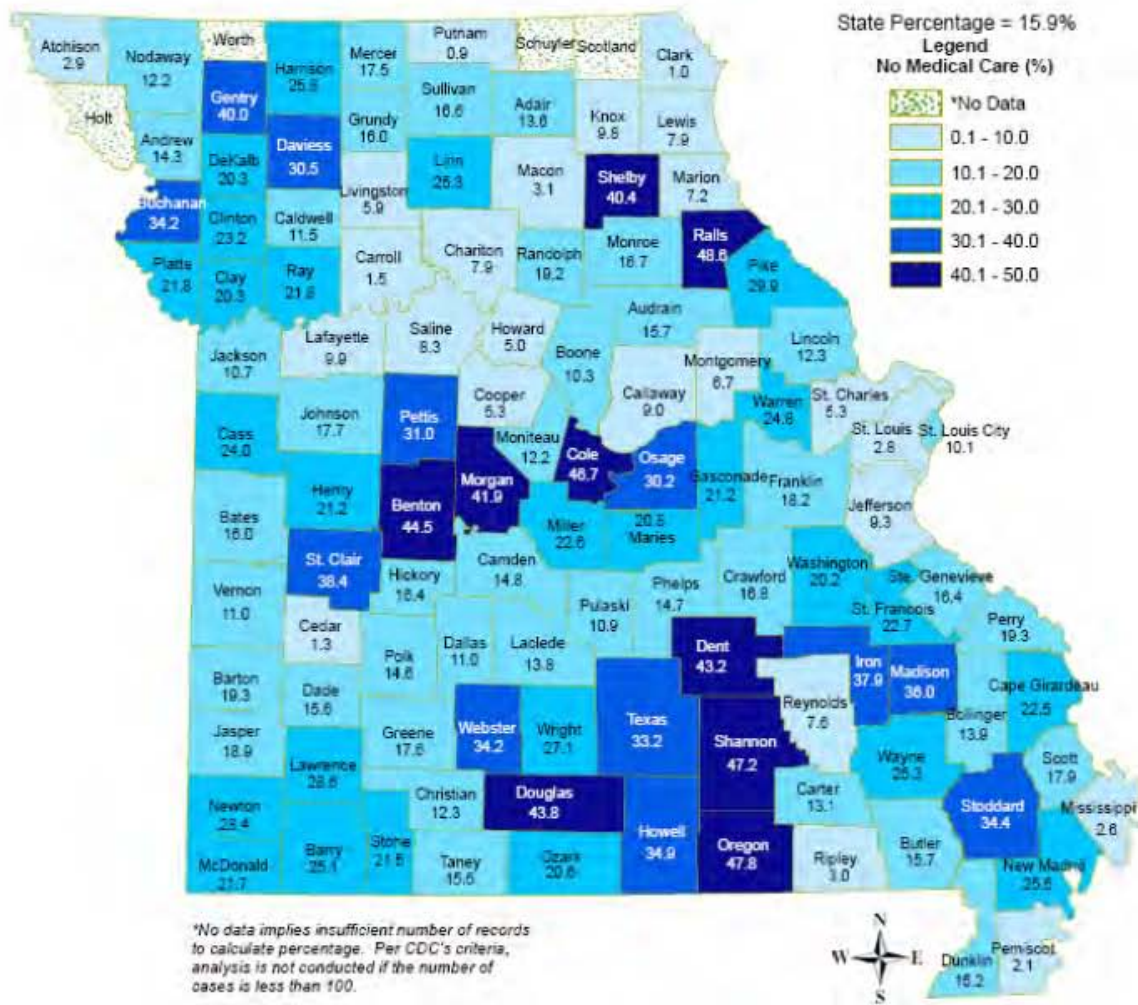 State Percentage = 15.9%
Legend
No Medical Care (%)
*No Data
0.1 - 10.0
10.1 - 20.0
20.1 - 30.0
30.1 - 40.0
40.1 - 50.0
Atchison
2.9
Nodaway
12.2
Worth
Harrison
25.8
Mercer
17.5
Putnam
0.9
Schuyler
Scotland
Clark
1.0
Holt
Gentry
40.0
Sullivan
16.6
Adair
13.6
Knox
9.8
Lewis
7.9
Andrew
14.3
DeKalb
20.3
Daviess
30.5
Grundy
16.0
Linn
25.3
Macon
3.1
Shelby
40.4
Marion
7.2
Buchanan
34.2
Clinton
23.2
Caldwell
11.5
Livingston
5.9
Chariton
7.9
Randolph
19.2
Monroe
16.7
Ralls
48.6
Pike
29.9
Platte
21.8
Clay
20.3
Ray
21.8
Carroll
1.5
Audrain
15.7
Lincoln
12.3
Jackson
10.7
Lafayette
9.9
Saline
8.3
Howard
5.0
Boone
10.3
Callaway
9.0
Montgomery
6.7
Warren
24.8
St. Charles
5.3
St. Louis
2.8
St. Louis City
10.1
Cass
24.0
Johnson
17.7
Pettis
31.0
Cooper
5.3
Moniteau
12.2
Cole
46.7
Osage
30.2
Gasconade
21.2
Franklin
18.2
Jefferson
9.3
Bates
16.0
Henry
21.2
Benton
44.5
Morgan
41.9
Miller
22.6
20.5
Maries
St. Clair
38.4
Hickory
16.4
Camden
14.8
Pulaski
10.9
Phelps
14.7
Crawford
16.8
Washington
20.2
Ste. Genevieve
16.4
St. Francois
22.7
Perry
19.3
Vernon
11.0
Cedar
1.3
Polk
14.6
Dallas
11.0
Laclede
13.8
Dent
43.2
Iron
37.9
Madison
36.0
Cape Girardeau
22.5
Barton
19.3
Dade
15.6
Greene
17.6
Webster
34.2
Wright
27.1
Texas
33.2
Shannon
47.2
Reynolds
7.6
Bollinger
13.9
Jasper
18.9
Lawrence
28.6
Christian
12.3
Douglas
43.8
Carter
13.1
Wayne
25.3
Scott
17.9
Mississippi
2.6
Newton
28.4
McDonald
21.7
Barry
25.1
Stone
21.5
Taney
15.5
Ozark
20.6
Howell
34.9
Oregon
47.8
Ripley
3.0
Butler
15.7
Stoddard
34.4
New Madrid
25.6
Dunklin
16.2
Pemiscot
2.1
*No data implies insufficient number of records
to calculate percentage. Per CDC's criteria,
analysis is not conducted if the number of
cases is less than 100.
N
W
E
S